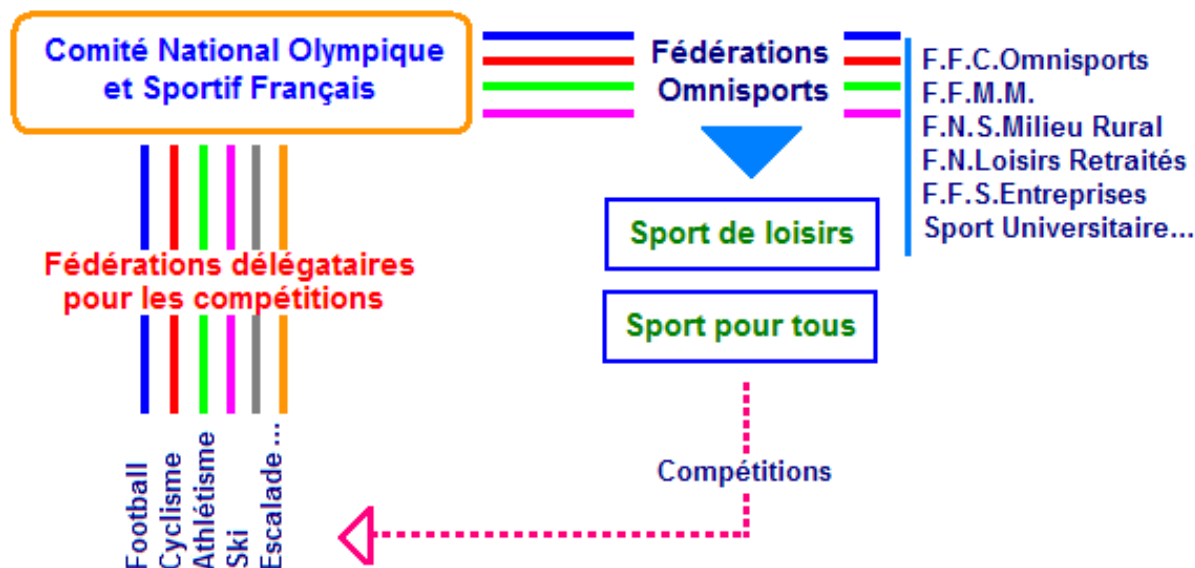 Comité National Olympique
et Sportif Français
Fédérations
Omnisports
F.F.C.Omnisports
F.F.M.M.
F.N.S.Milieu Rural
F.N.Loisirs Retraités
F.F.S.Entreprises
Sport Universitaire...
Sport de loisirs
Sport pour tous
Fédérations délégataires
pour les compétitions
Compétitions
Football
Cyclisme
Athlétisme
Ski
Escalade ...